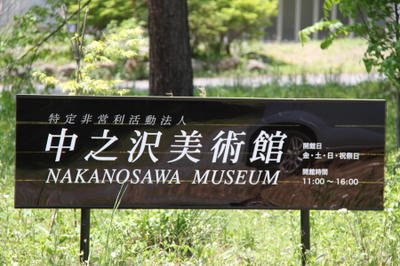 特定非営利活動法人
中之沢美術館
NAKANOSAWA MUSEUM
開館日
金・土・日・祝祭日
開館時間
11:00 ～ 16:00